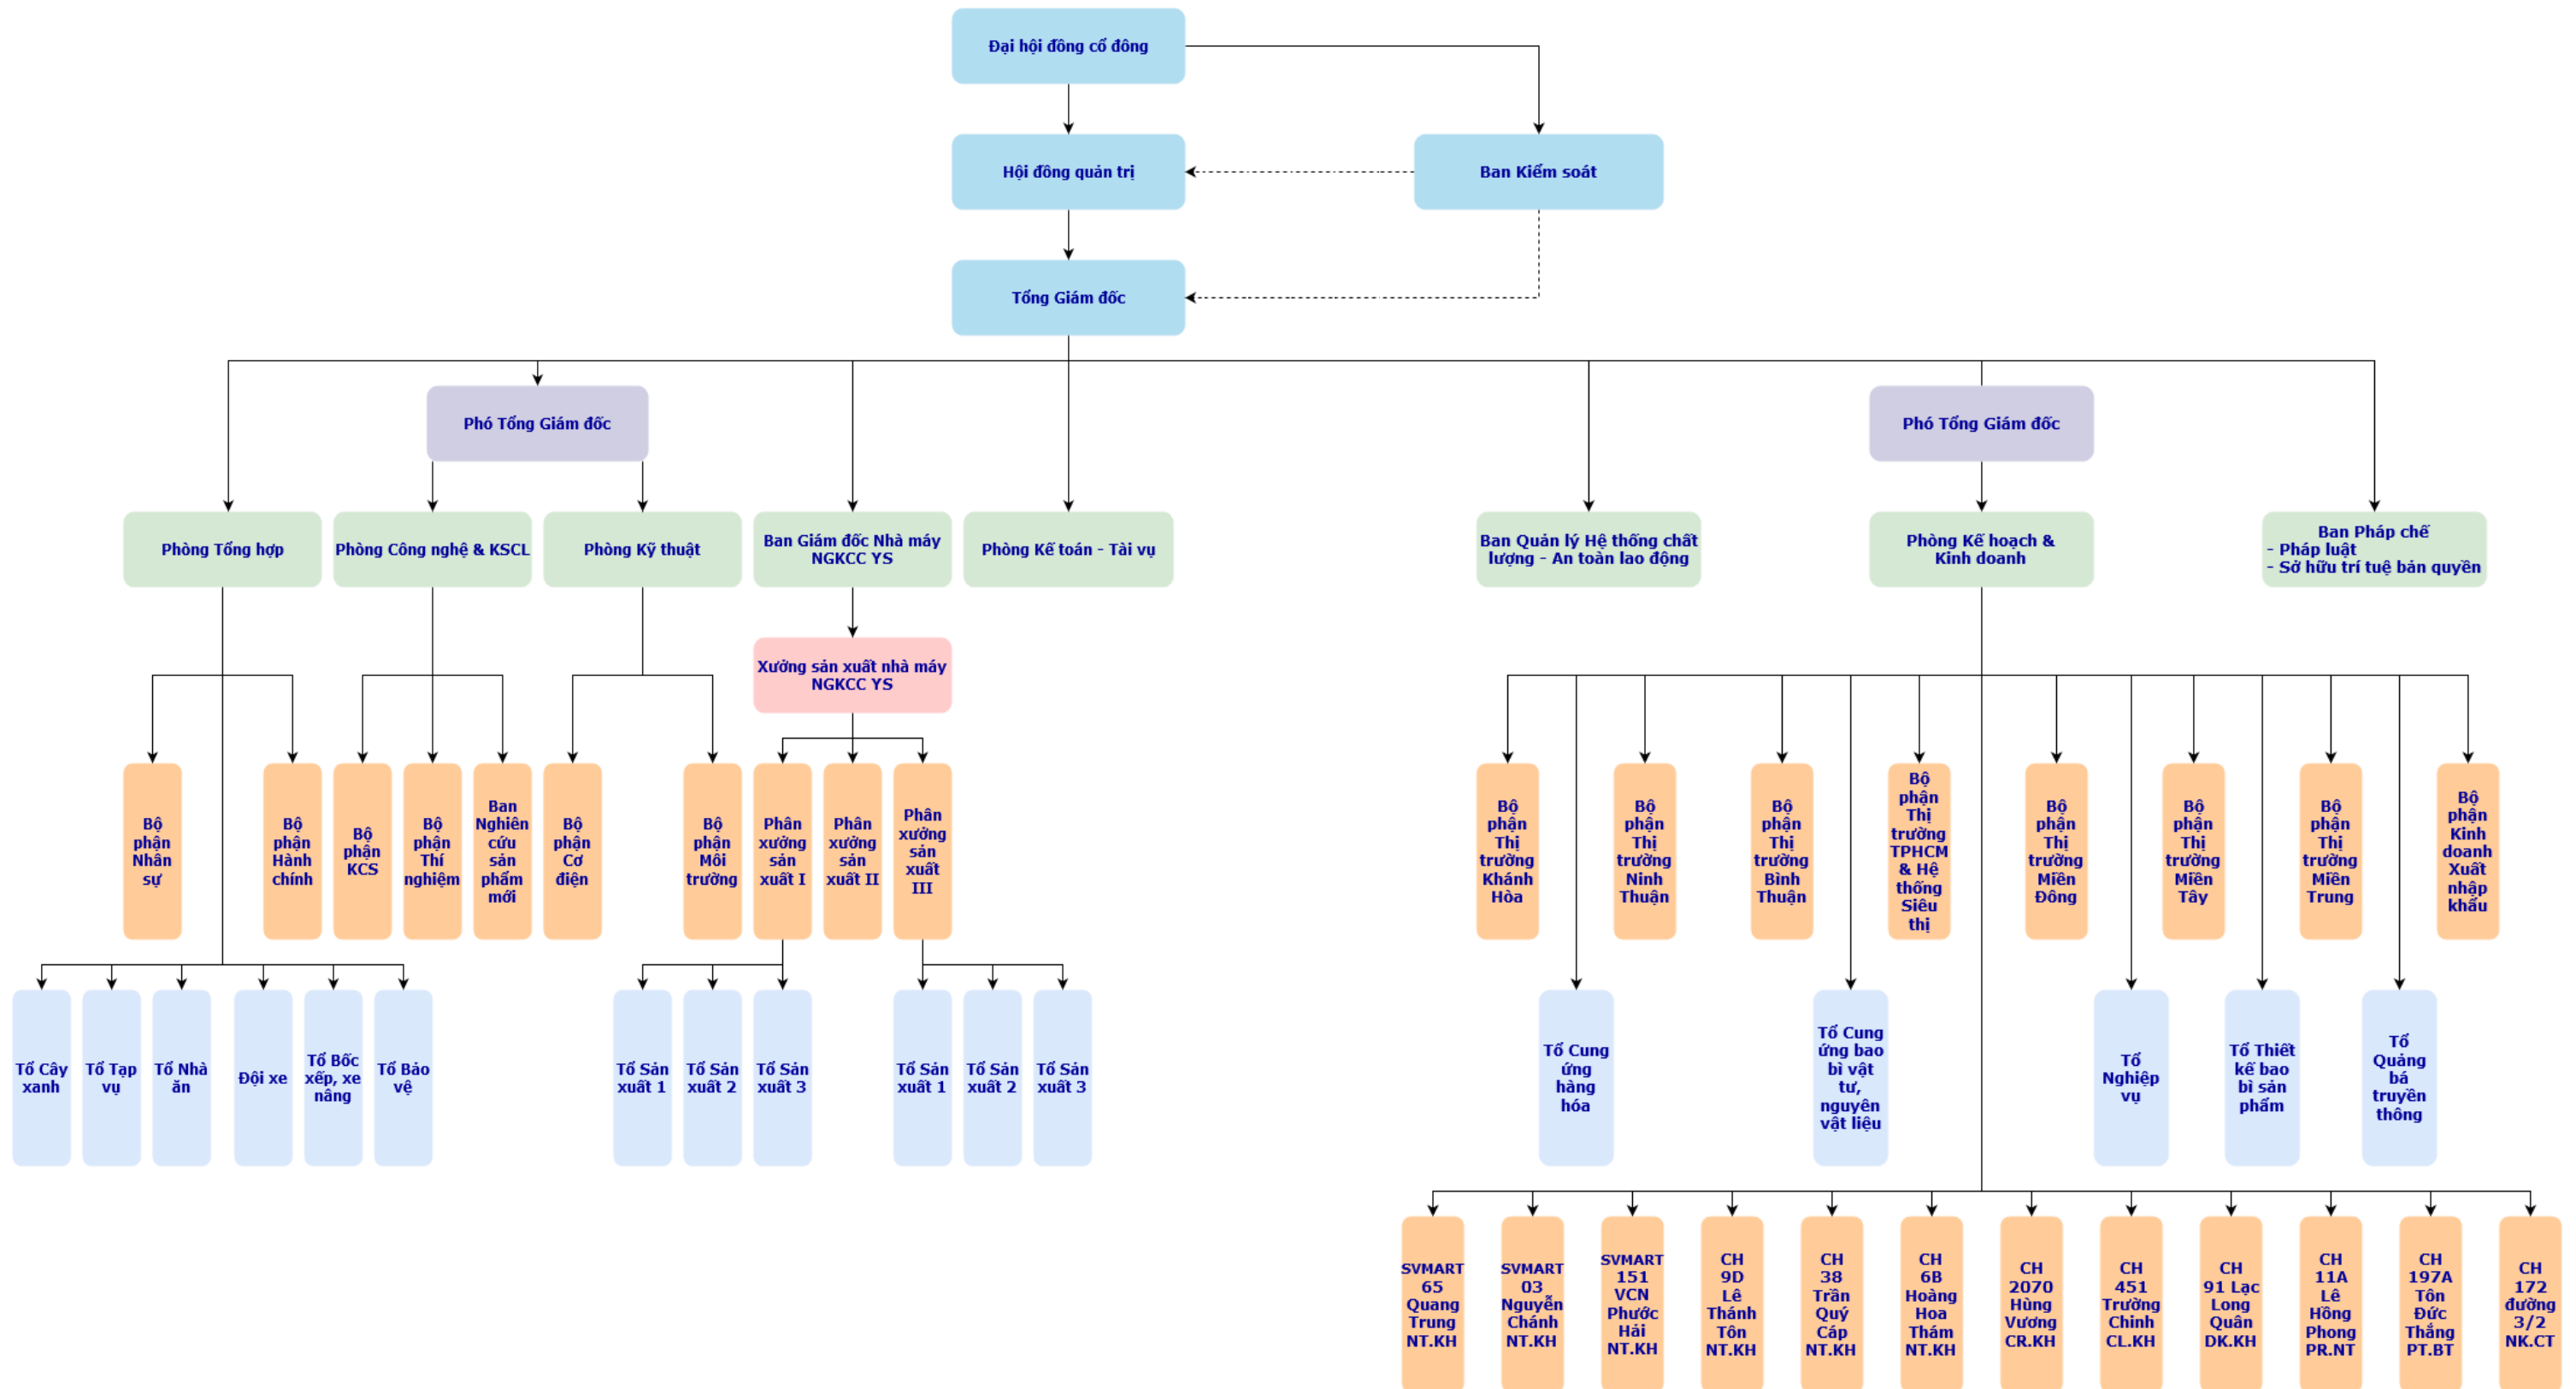 Đại hội đồng cổ đông
Hội đồng quản trị
Ban Kiểm soát
Tổng Giám đốc
Phó Tổng Giám đốc
Phó Tổng Giám đốc
Phòng Tổng hợp
Phòng Công nghệ & KSCL
Phòng Kỹ thuật
Ban Giám đốc Nhà máy
NGKCC YS
Phòng Kế toán - Tài vụ
Ban Quản lý Hệ thống chất
lượng - An toàn lao động
Phòng Kế hoạch &
Kinh doanh
Ban Pháp chế
- Pháp luật
- Sở hữu trí tuệ bản quyền
Xưởng sản xuất nhà máy
NGKCC YS
Bộ
phận
Nhân
sự
Bộ
phận
Hành
chính
Bộ
phận
KCS
Bộ
phận
Thí
nghiệm
Ban
Nghiên
cứu
sản
phẩm
mới
Bộ
phận
Cơ
điện
Bộ
phận
Môi
trường
Phân
xưởng
sản
xuất I
Phân
xưởng
sản
xuất II
Phân
xưởng
sản
xuất
III
Bộ
phận
Thị
trường
Khánh
Hòa
Bộ
phận
Thị
trường
Ninh
Thuận
Bộ
phận
Thị
trường
Bình
Thuận
Bộ
phận
Thị
trường
TPHCM
& Hệ
thống
Siêu
thị
Bộ
phận
Thị
trường
Miền
Đông
Bộ
phận
Thị
trường
Miền
Tây
Bộ
phận
Thị
trường
Miền
Trung
Bộ
phận
Kinh
doanh
Xuất
nhập
khẩu
Tổ Cây
xanh
Tổ Tạp
vụ
Tổ Nhà
ăn
Đội xe
Tổ Bốc
xếp, xe
nâng
Tổ Bảo
vệ
Tổ Sản
xuất 1
Tổ Sản
xuất 2
Tổ Sản
xuất 3
Tổ Sản
xuất 1
Tổ Sản
xuất 2
Tổ Sản
xuất 3
Tổ Cung
ứng
hàng
hóa
Tổ Cung
ứng bao
bì vật
tư,
nguyên
vật liệu
Tổ
Nghiệp
vụ
Tổ Thiết
kế bao
bì sản
phẩm
Tổ
Quảng
bá
truyền
thông
SVMART
65
Quang
Trung
NT.KH
SVMART
03
Nguyễn
Chánh
NT.KH
SVMART
151
VCN
Phước
Hải
NT.KH
CH
9D
Lê
Thánh
Tôn
NT.KH
CH
38
Trần
Quý
Cáp
NT.KH
CH
6B
Hoàng
Hoa
Thám
NT.KH
CH
2070
Hùng
Vương
CR.KH
CH
451
Trường
Chinh
CL.KH
CH
91 Lạc
Long
Quân
DK.KH
CH
11A
Lê
Hồng
Phong
PR.NT
CH
197A
Tôn
Đức
Thắng
PT.BT
CH
172
đường
3/2
NK.CT